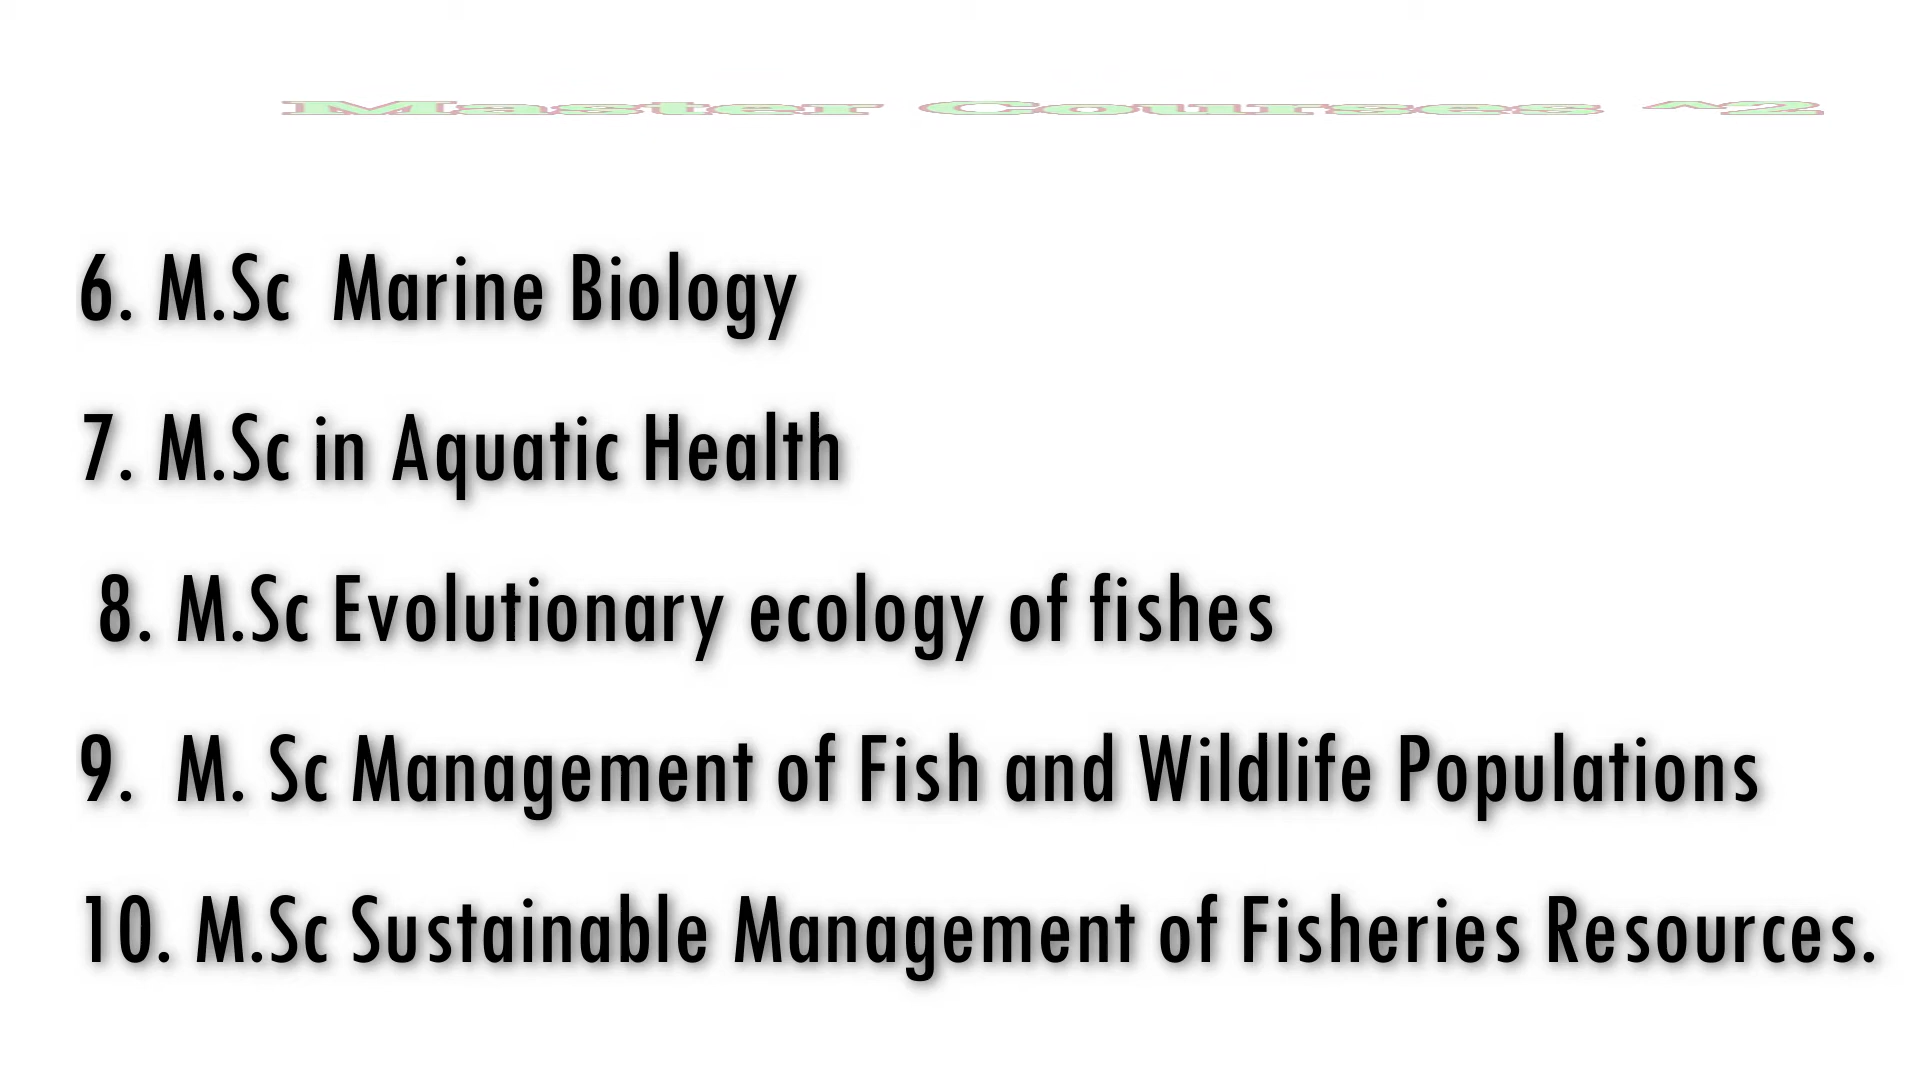 Master Courses ^2
6. M.Sc  Marine Biology
7. M.Sc in Aquatic Health
8. M.Sc Evolutionary ecology of fishes
9.  M. Sc Management of Fish and Wildlife Populations
10. M.Sc Sustainable Management of Fisheries Resources.